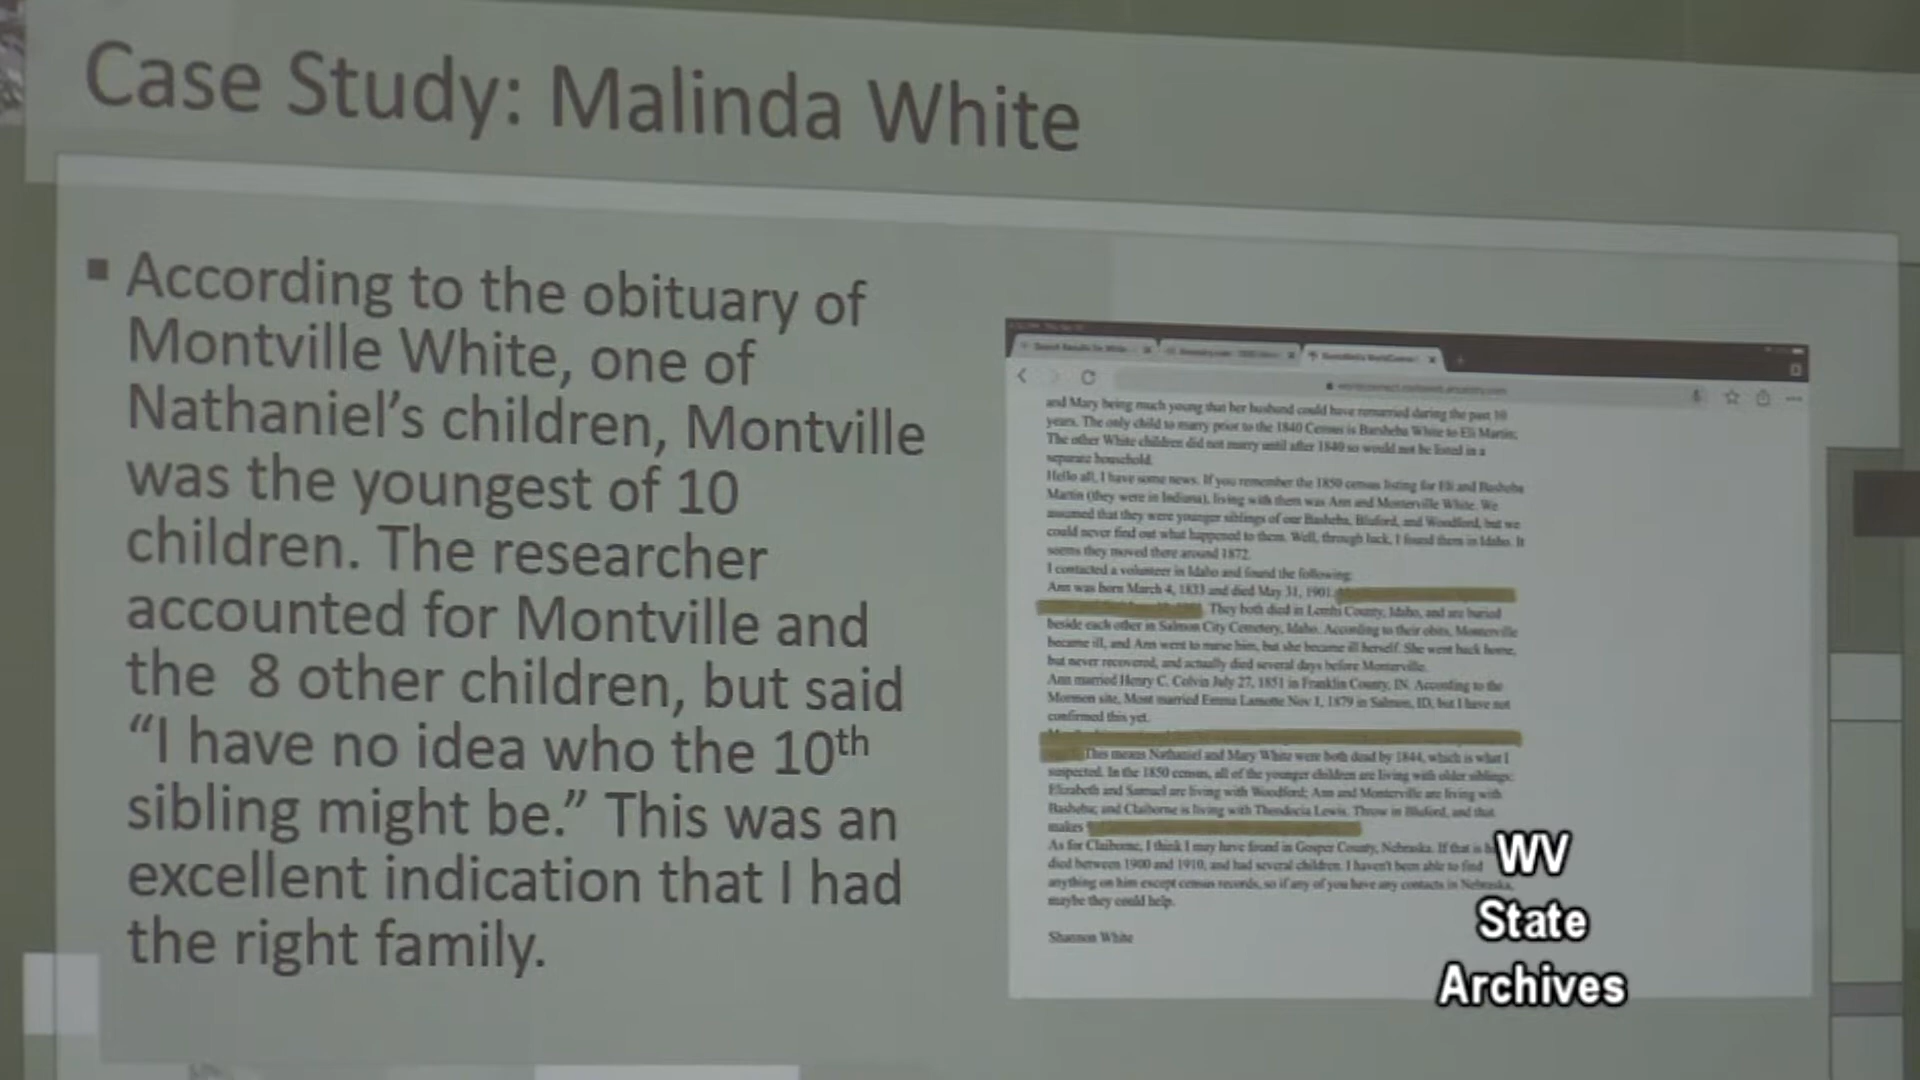 Case Study: Malinda White
▪ According to the obituary of
Montville White, one of
Nathaniel's children, Montville
was the youngest of 10
children. The researcher
accounted for Montville and
the 8 other children, but said
“I have no idea who the 10th
sibling might be.” This was an
excellent indication that I had
the right family.
and Mary being much young that her husband could have remarried during the past 10
years. The only child to marry prior to the 1840 Census is Barsheba White to Eli Martin;
The other White children did not marry until after 1840 so would not be listed in a
separate household.
Hello all, I have some news. If you remember the 1850 census listing for Eli and Basheba
Martin (they were in Indiana), living with them was Ann and Monterville White. We
assumed that they were younger siblings of our Basheba, Bluford, and Woodford, but we
could never find out what happened to them. Well, through luck, I found them in Idaho. It
seems they moved there around 1872.
I contacted a volunteer in Idaho and found the following:
Ann was born March 4, 1833 and died May 31, 1901.
They both died in Lemhi County, Idaho, and are buried
beside each other in Salmon City Cemetery, Idaho. According to their obits, Monterville
became ill, and Ann went to nurse him, but she became ill herself. She went back home,
but never recovered, and actually died several days before Monterville.
Ann married Henry C. Colvin July 27, 1851 in Franklin County, IN. According to the
Mormon site, Mont married Emma Lamotte Nov 1, 1879 in Salmon, ID, but I have not
confirmed this yet.
This means Nathaniel and Mary White were both dead by 1844, which is what I
suspected. In the 1850 census, all of the younger children are living with older siblings:
Elizabeth and Samuel are living with Woodford; Ann and Monterville are living with
Basheba; and Claiborne is living with Theodocia Lewis. Throw in Bluford, and that
makes
As for Claiborne, I think I may have found in Gosper County, Nebraska. If that is
died between 1900 and 1910, and had several children. I haven't been able to find
anything on him except census records, so if any of you have any contacts in Nebraska,
maybe they could help.
Shannon White
WV
State
Archives